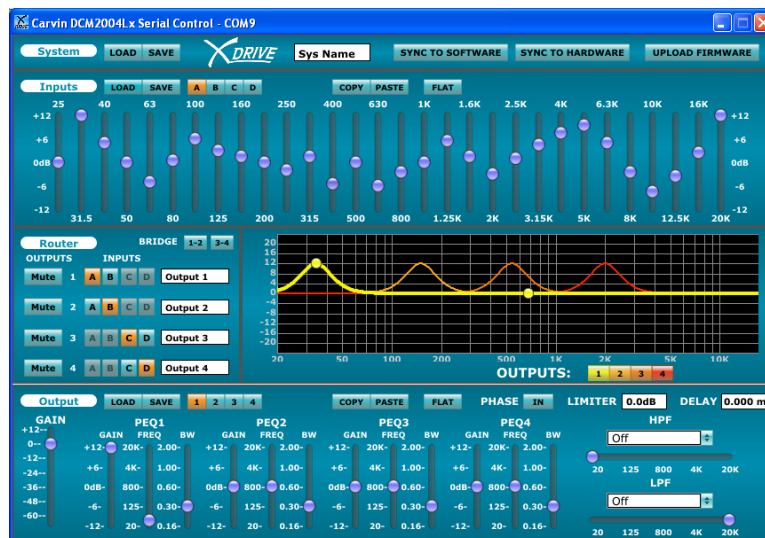 Carvin DCM2004Lx Serial Control - COM9
System LOAD SAVE XDRIVE Sys Name SYNC TO SOFTWARE SYNC TO HARDWARE UPLOAD FIRMWARE
Inputs LOAD SAVE A B C D COPY PASTE FLAT
25 40 63 100 160 250 400 630 1K 1.6K 2.5K 4K 6.3K 10K 16K
+12 +12
+6 +6
0dB 0dB
-6 -6
-12 -12
31.5 50 80 125 200 315 500 800 1.25K 2K 3.15K 5K 8K 12.5K 20K
Router BRIDGE 1-2 3-4
OUTPUTS INPUTS
Mute 1 A B C D Output 1
Mute 2 A B C D Output 2
Mute 3 A B C D Output 3
Mute 4 A B C D Output 4
20
16
12
8
4
0
-4
-8
-12
-16
-20
20 50 100 200 500 1K 2K 5K 10K
OUTPUTS: 1 2 3 4
Output LOAD SAVE 1 2 3 4 COPY PASTE FLAT PHASE IN LIMITER 0.0dB DELAY 0.000 m
GAIN PEQ1 PEQ2 PEQ3 PEQ4 HPF
GAIN FREQ BW GAIN FREQ BW GAIN FREQ BW GAIN FREQ BW
+12--
0--
-12--
-24--
-36--
-48--
-60--
+12- 20K- 2.00- +12- 20K- 2.00- +12- 20K- 2.00- +12- 20K- 2.00-
+6- 4K- 1.00- +6- 4K- 1.00- +6- 4K- 1.00- +6- 4K- 1.00-
0dB- 800- 0.60- 0dB- 800- 0.60- 0dB- 800- 0.60- 0dB- 800- 0.60-
-6- 125- 0.30- -6- 125- 0.30- -6- 125- 0.30- -6- 125- 0.30-
-12- 20- 0.16- -12- 20- 0.16- -12- 20- 0.16- -12- 20- 0.16-
Off
20 125 800 4K 20K
LPF
Off
20 125 800 4K 20K